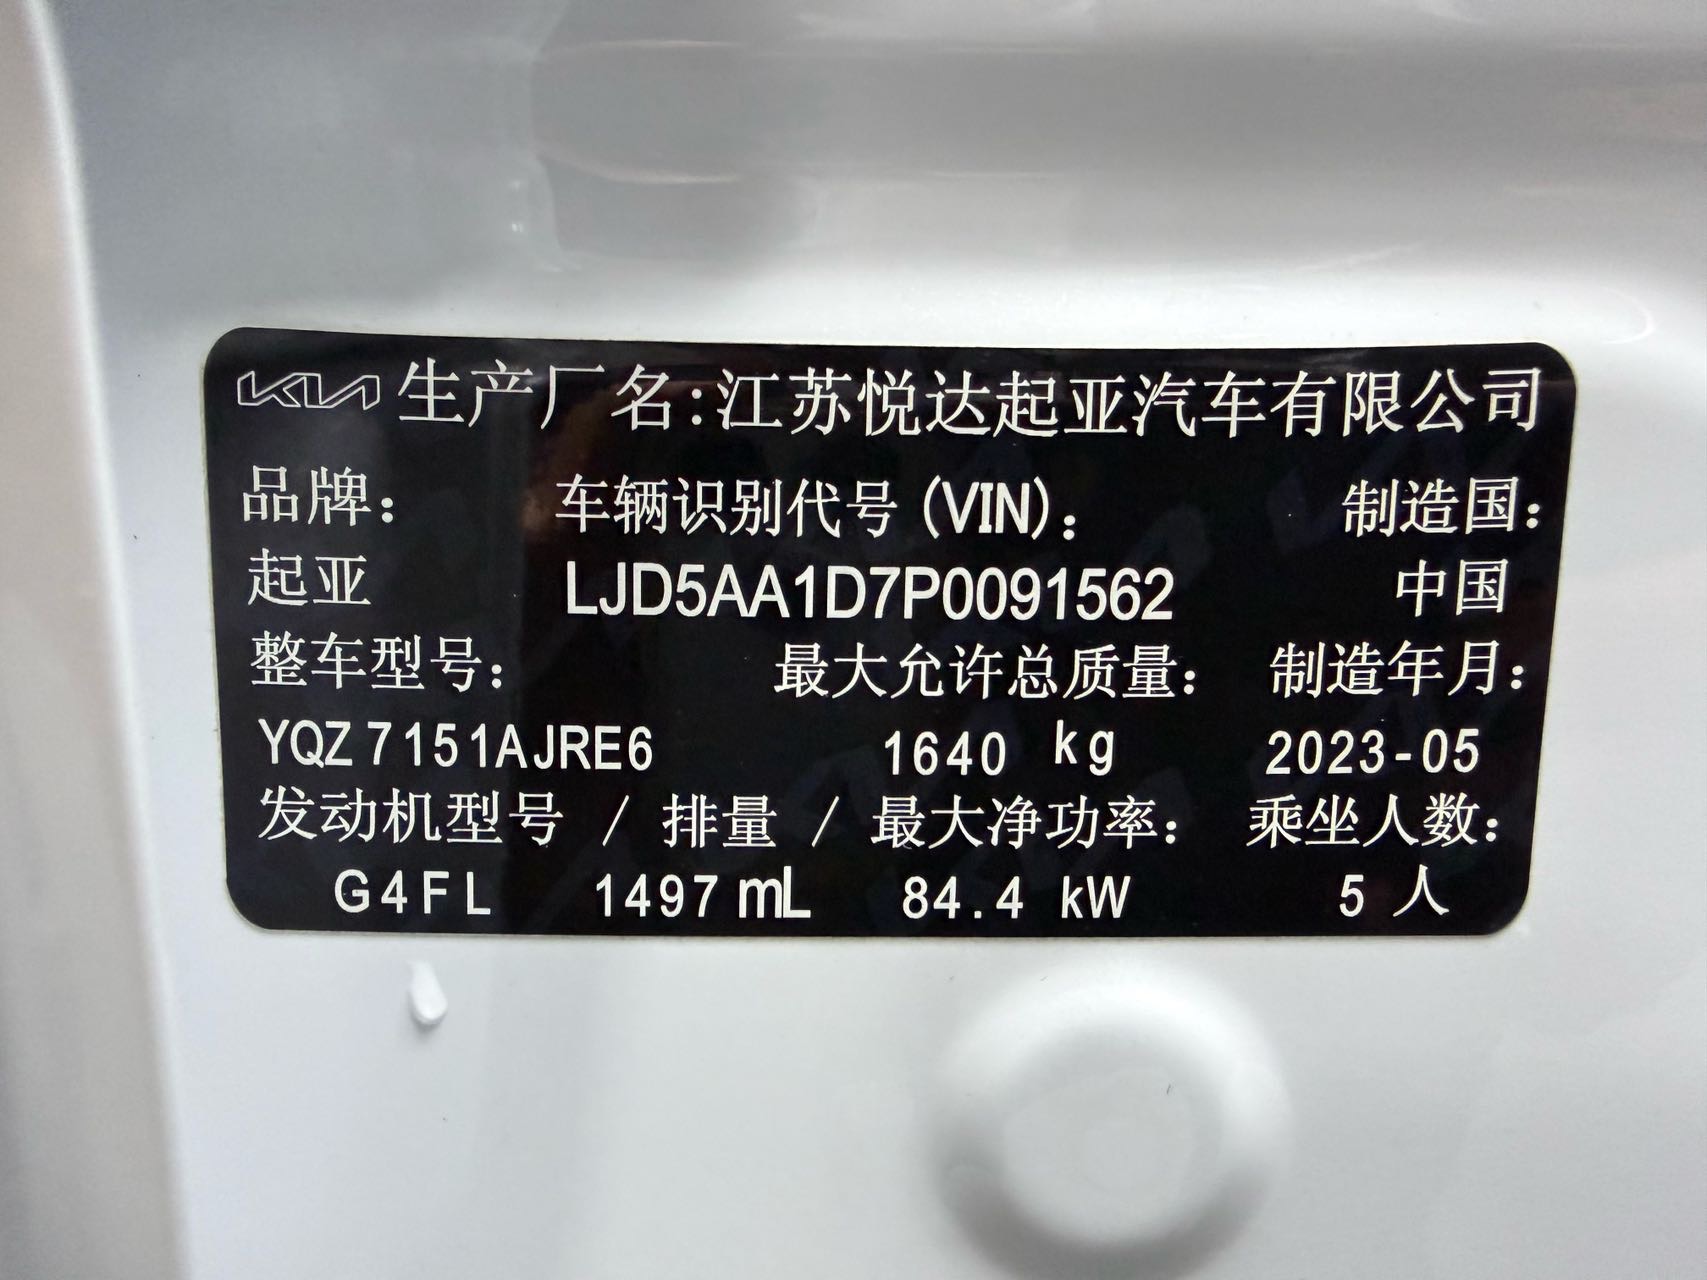 KIA 生产厂名:江苏悦达起亚汽车有限公司
品牌: 车辆识别代号(VIN): 制造国:
起亚 LJD5AA1D7P0091562 中国
整车型号: 最大允许总质量: 制造年月:
YQZ7151AJRE6 1640 kg 2023-05
发动机型号 / 排量 / 最大净功率: 乘坐人数:
G4FL 1497 mL 84.4 kW 5 人